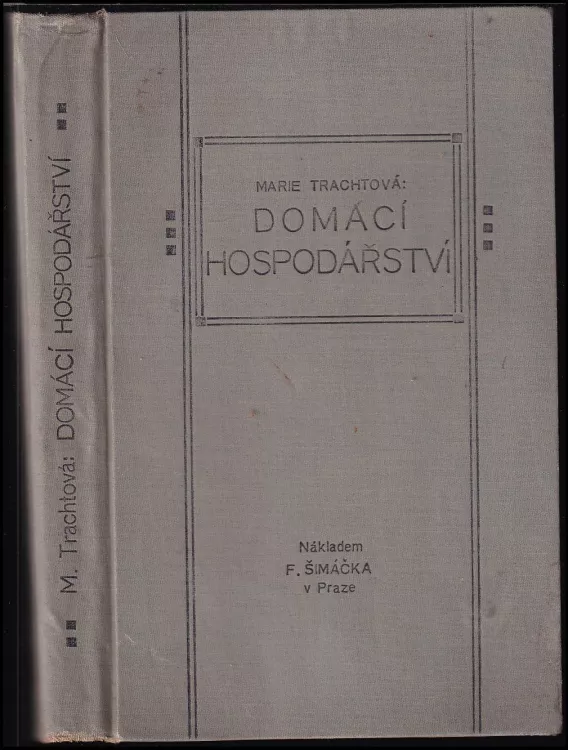 M. Trachtová: DOMÁCÍ HOSPODÁŘSTVÍ
MARIE TRACHTOVÁ:
DOMÁCÍ
HOSPODÁŘSTVÍ
Nákladem
F. ŠIMÁČKA
v Praze